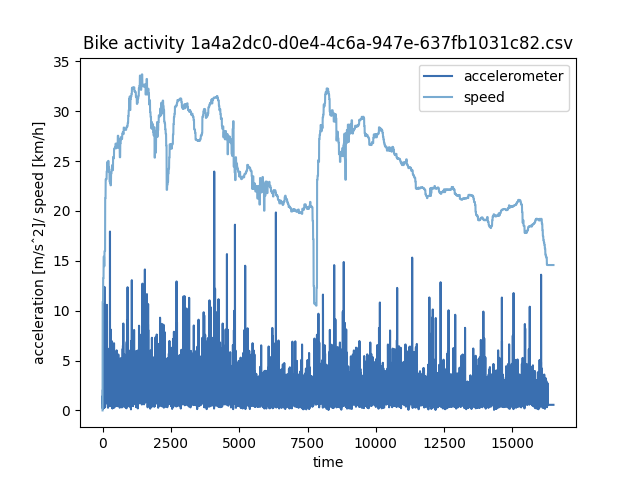 Bike activity 1a4a2dc0-d0e4-4c6a-947e-637fb1031c82.csv
accelerometer
speed
acceleration [m/s^2]/ speed [km/h]
35
30
25
20
15
10
5
0
0 2500 5000 7500 10000 12500 15000
time